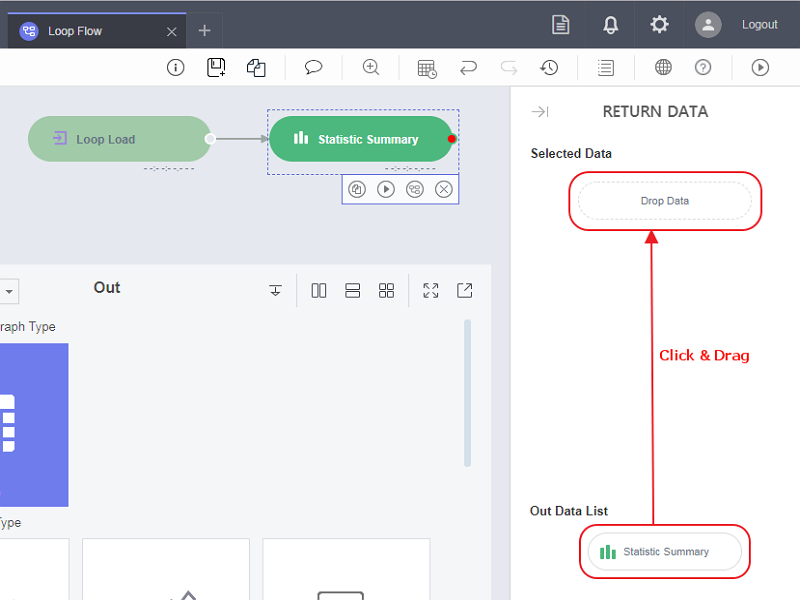 Loop Flow
Logout
Loop Load
Statistic Summary
--:--:--.---
--:--:--.---
RETURN DATA
Selected Data
Drop Data
Click & Drag
Out Data List
Statistic Summary
Out
raph Type
Type